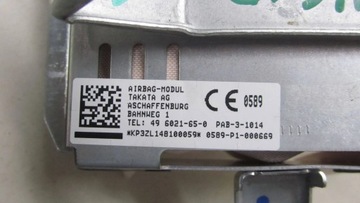 AIRBAG-MODUL
TAKATA AG
ASCHAFFENBURG
BAHNWEG 1
TEL: 49 6021-65-0 PAB-3-1014
CE 0589
*KP3ZL14B100059* 0589-P1-000669